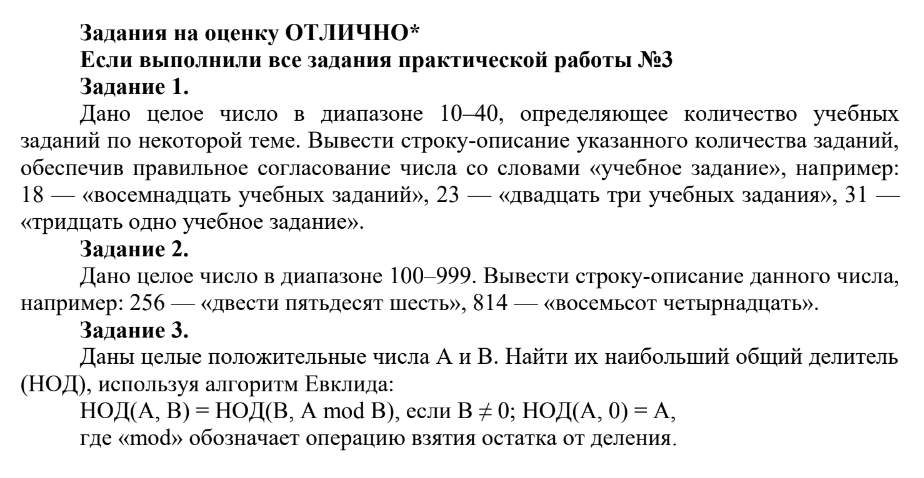 Задания на оценку ОТЛИЧНО*
Если выполнили все задания практической работы №3
Задание 1.
Дано целое число в диапазоне 10–40, определяющее количество учебных
заданий по некоторой теме. Вывести строку-описание указанного количества заданий,
обеспечив правильное согласование числа со словами «учебное задание», например:
18 — «восемнадцать учебных заданий», 23 — «двадцать три учебных задания», 31 —
«тридцать одно учебное задание».
Задание 2.
Дано целое число в диапазоне 100–999. Вывести строку-описание данного числа,
например: 256 — «двести пятьдесят шесть», 814 — «восемьсот четырнадцать».
Задание 3.
Даны целые положительные числа A и B. Найти их наибольший общий делитель
(НОД), используя алгоритм Евклида:
НОД(A, B) = НОД(B, A mod B), если B ≠ 0; НОД(A, 0) = A,
где «mod» обозначает операцию взятия остатка от деления.